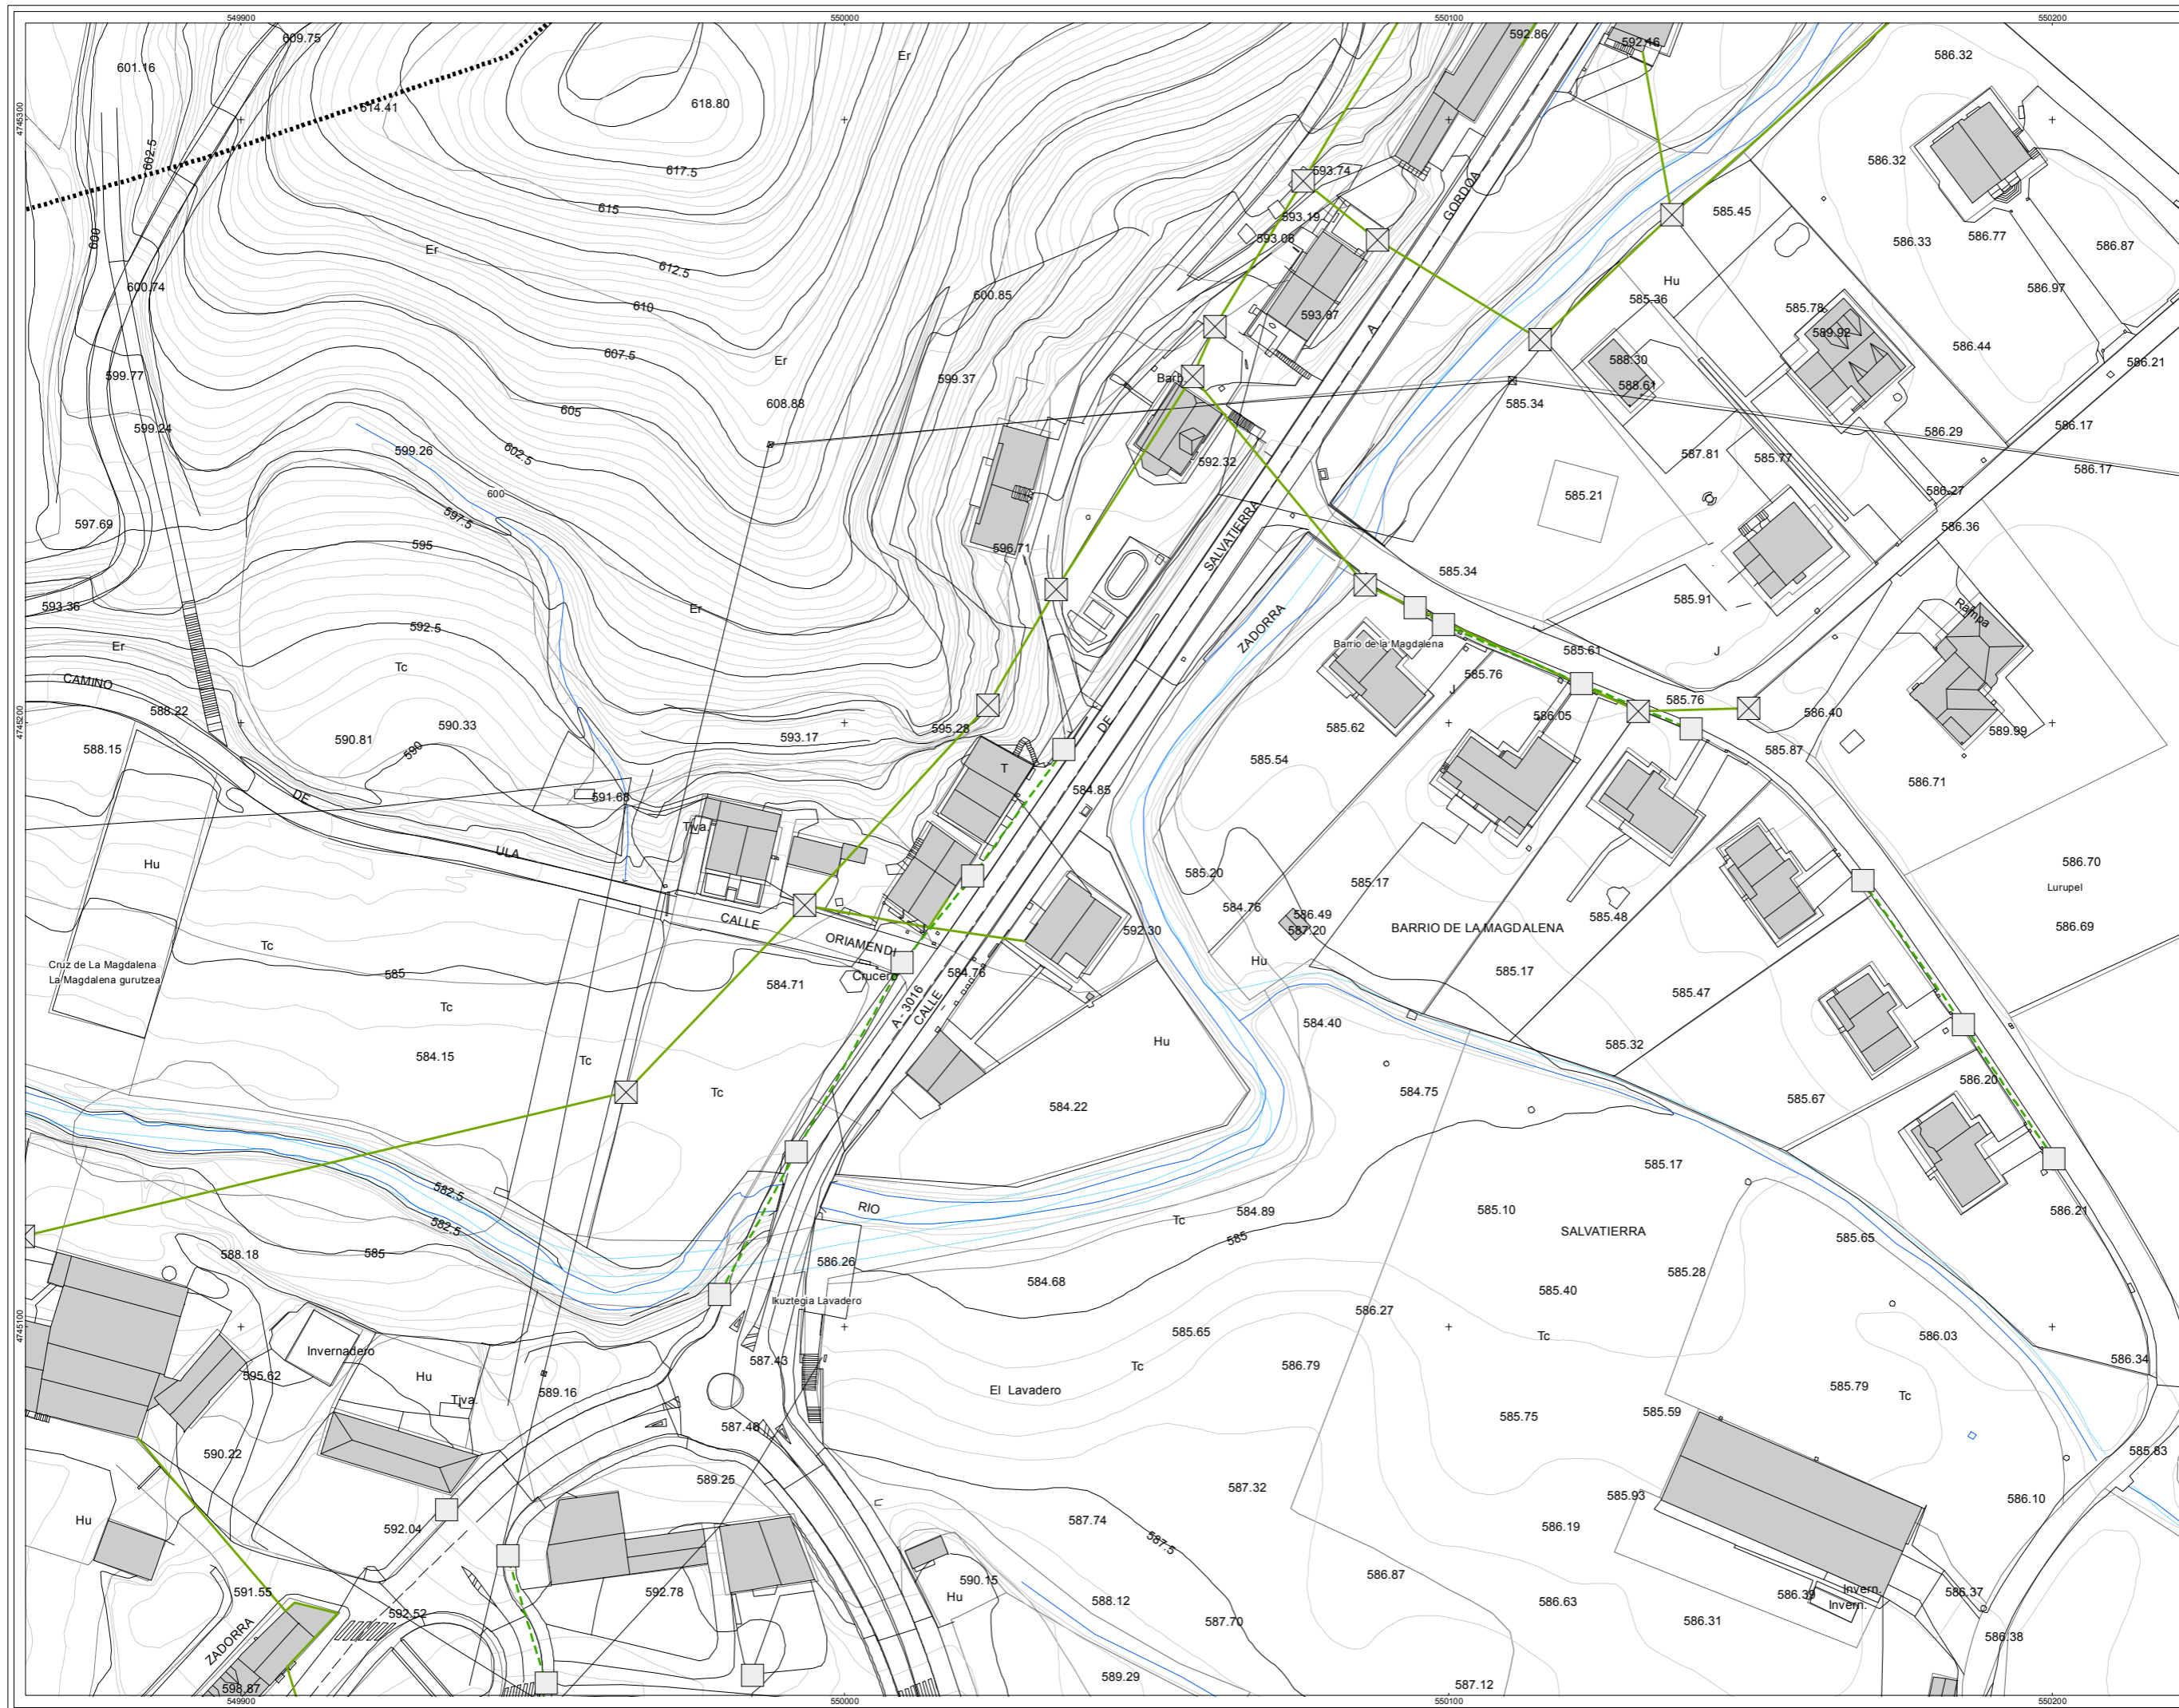 549900
550000
550100
550200
609.75
592.86
592.46
586.32
Er
601.16
614.41
618.80
4745300
602.5
617.5
593.74
586.32
615
593.19
GORDOA
585.45
593.06
586.33
586.77
586.87
600
Er
612.5
Hu
600.74
600.85
585.36
585.78
586.97
610
593.87
A
589.92
586.44
607.5
Er
588.30
586.21
599.77
599.37
Barb.
588.61
608.88
585.34
605
599.24
586.17
586.29
599.26
602.5
592.32
587.81
585.77
586.17
600
585.21
586.27
597.69
597.5
SALVATIERRA
586.36
595
596.71
585.34
593.36
Er
585.91
Rampa
592.5
ZADORRA
Er
Barrio de la Magdalena
585.61
J
Tc
585.76
CAMINO
J
585.76
588.22
586.05
586.40
4745200
590.81
590.33
595.28
DE
585.62
589.99
588.15
590
593.17
585.87
585.54
T
586.71
DE
591.68
584.85
Tiva.
ULA
Hu
585.20
585.17
586.70
Lurupel
584.76
586.49
585.48
CALLE
587.20
BARRIO DE LA MAGDALENA
586.69
592.30
ORIAMENDI
Tc
Cruz de La Magdalena
La Magdalena gurutzea
585
Crucero
584.76
Hu
585.17
584.71
585.47
Tc
A - 3016
CALLE
584.40
584.15
Tc
Hu
585.32
Tc
584.75
586.20
584.22
585.67
585.17
582.5
RIO
584.89
585.10
586.21
582.5
Tc
SALVATIERRA
585.65
588.18
585
585
586.26
584.68
585.28
585.40
Ikuztegia Lavadero
586.27
4745100
585.65
Tc
586.03
Invernadero
587.43
586.79
Tc
586.34
595.62
Hu
El Lavadero
585.79
Tc
Tiva.
589.16
585.75
585.59
587.46
590.22
585.83
589.25
587.32
585.93
586.10
Hu
592.04
587.74
586.19
587.5
591.55
592.78
590.15
586.87
Invern.
586.39
586.37
592.52
Hu
588.12
586.63
Invern.
ZADORRA
587.70
586.31
586.38
598.87
589.29
587.12
549900
550000
550100
550200